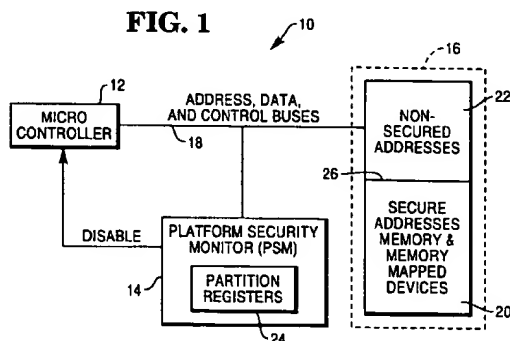 FIG. 1
10
12
MICRO
CONTROLLER
ADDRESS, DATA,
AND CONTROL BUSES
18
16
22
NON-
SECURED
ADDRESSES
26
SECURE
ADDRESSES
MEMORY &
MEMORY
MAPPED
DEVICES
20
DISABLE
PLATFORM SECURITY
MONITOR (PSM)
14
PARTITION
REGISTERS
24